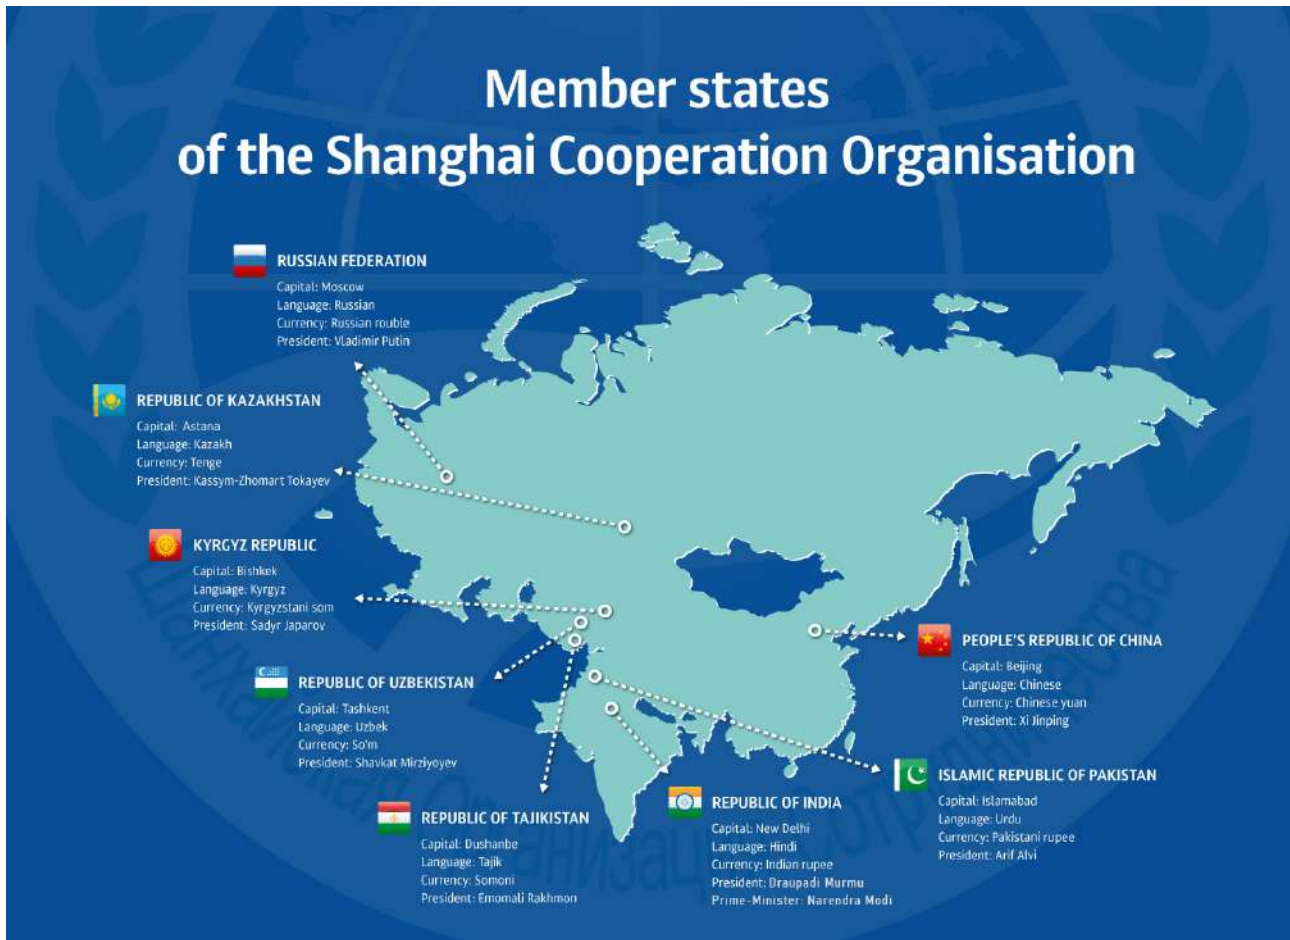 Member states
of the Shanghai Cooperation Organisation
RUSSIAN FEDERATION
Capital: Moscow
Language: Russian
Currency: Russian rouble
President: Vladimir Putin
REPUBLIC OF KAZAKHSTAN
Capital: Astana
Language: Kazakh
Currency: Tenge
President: Kassym-Zhomart Tokayev
KYRGYZ REPUBLIC
Capital: Bishkek
Language: Kyrgyz
Currency: Kyrgyzstani som
President: Sadyr Japarov
REPUBLIC OF UZBEKISTAN
Capital: Tashkent
Language: Uzbek
Currency: So'm
President: Shavkat Mirziyoyev
REPUBLIC OF TAJIKISTAN
Capital: Dushanbe
Language: Tajik
Currency: Somoni
President: Emomali Rakhmon
REPUBLIC OF INDIA
Capital: New Delhi
Language: Hindi
Currency: Indian rupee
President: Draupadi Murmu
Prime-Minister: Narendra Modi
PEOPLE'S REPUBLIC OF CHINA
Capital: Beijing
Language: Chinese
Currency: Chinese yuan
President: Xi Jinping
ISLAMIC REPUBLIC OF PAKISTAN
Capital: Islamabad
Language: Urdu
Currency: Pakistani rupee
President: Arif Alvi